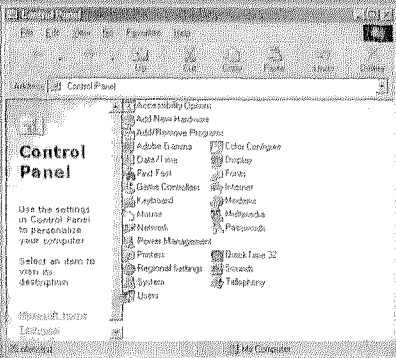 Control Panel
File Edit View Go Favorites Help
Up Cut Copy Paste Undo
Address Control Panel
Control
Panel
Use the settings
in Control Panel
to personalize
your computer
Select an item to
view its
description
Microsoft Home
Accessibility Options
Add New Hardware
Add/Remove Programs
Adobe Gamma
Date/Time
Find Fast
Game Controllers
Keyboard
Mouse
Network
Power Management
Printers
Regional Settings
System
Users
Color Configure
Display
Fonts
Internet
Modems
Multimedia
Passwords
QuickTime 32
Sounds
Telephony
My Computer